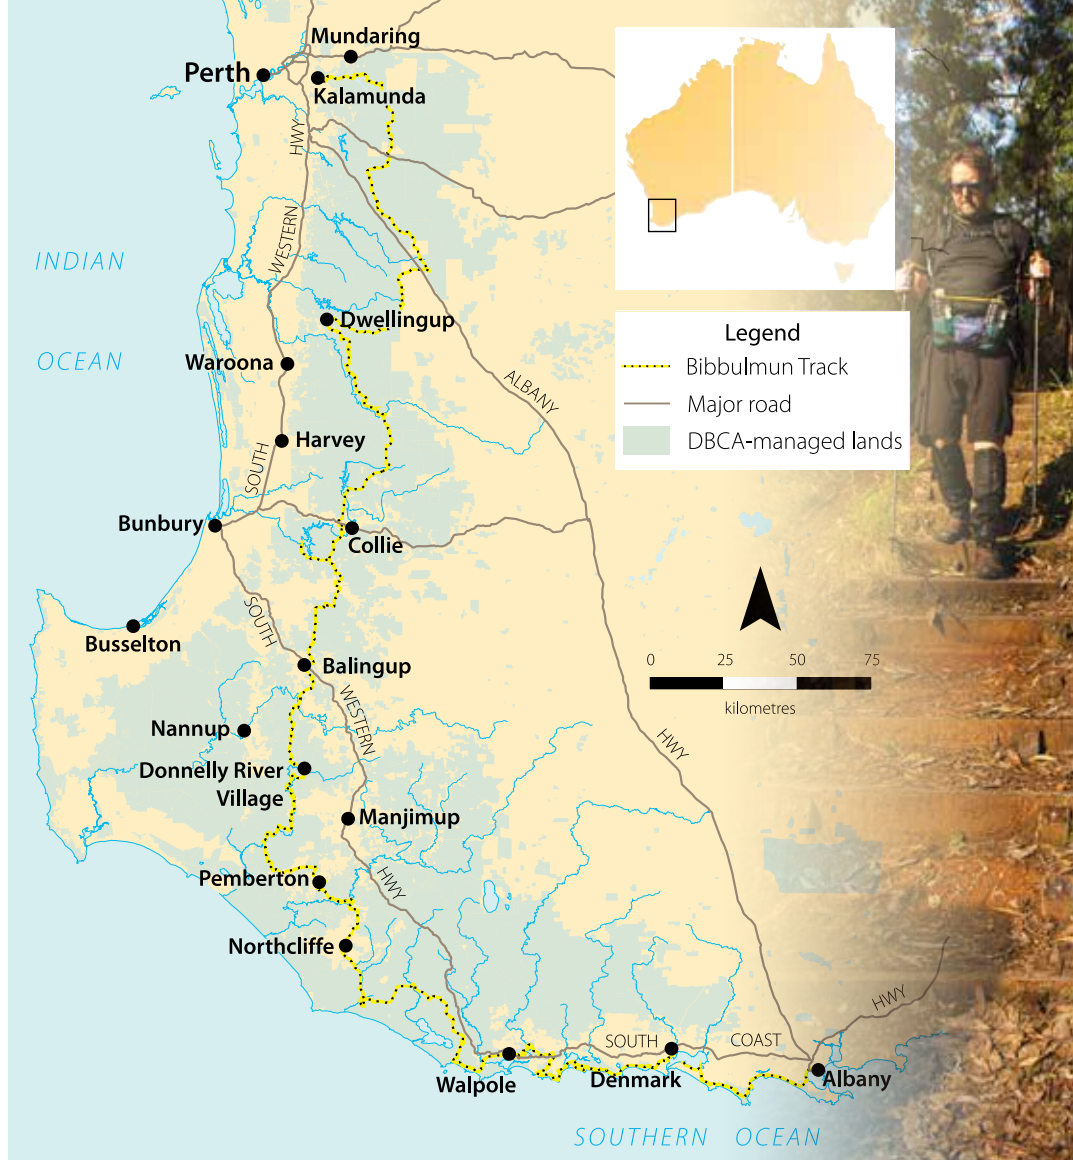 Mundaring
Perth
Kalamunda
HWY
WESTERN
INDIAN
OCEAN
Dwellingup
Legend
Bibbulmun Track
Major road
DBCA-managed lands
Waroona
ALBANY
Harvey
SOUTH
Bunbury
Collie
SOUTH
Busselton
Balingup
0 25 50 75
kilometres
WESTERN
Nannup
HWY
Donnelly River
Village
Manjimup
Pemberton
HWY
Northcliffe
HWY
SOUTH COAST
Walpole
Denmark
Albany
SOUTHERN OCEAN